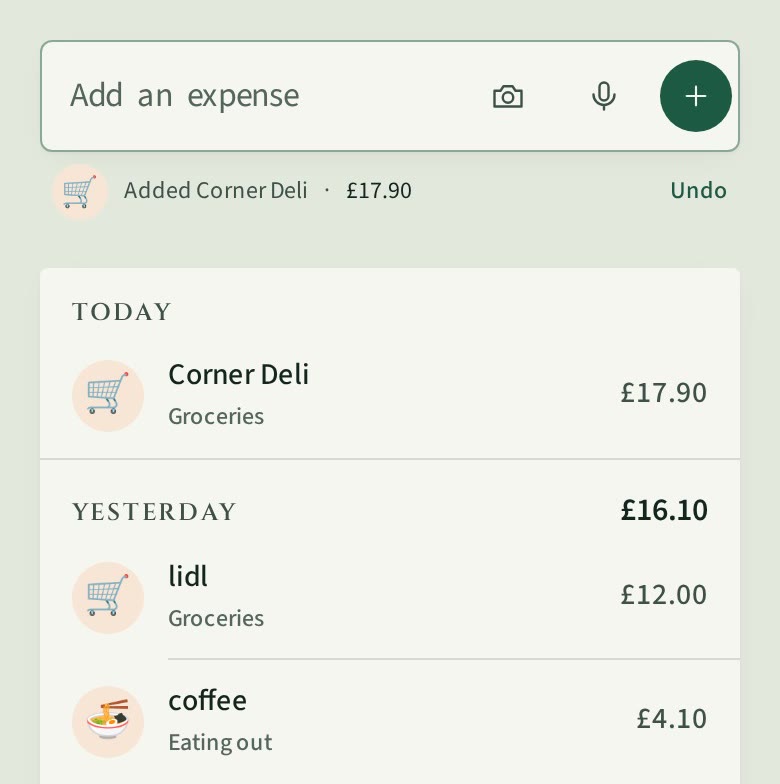 Add an expense
Added Corner Deli · £17.90 Undo
TODAY
Corner Deli
Groceries
£17.90
YESTERDAY £16.10
lidl
Groceries
£12.00
coffee
Eating out
£4.10